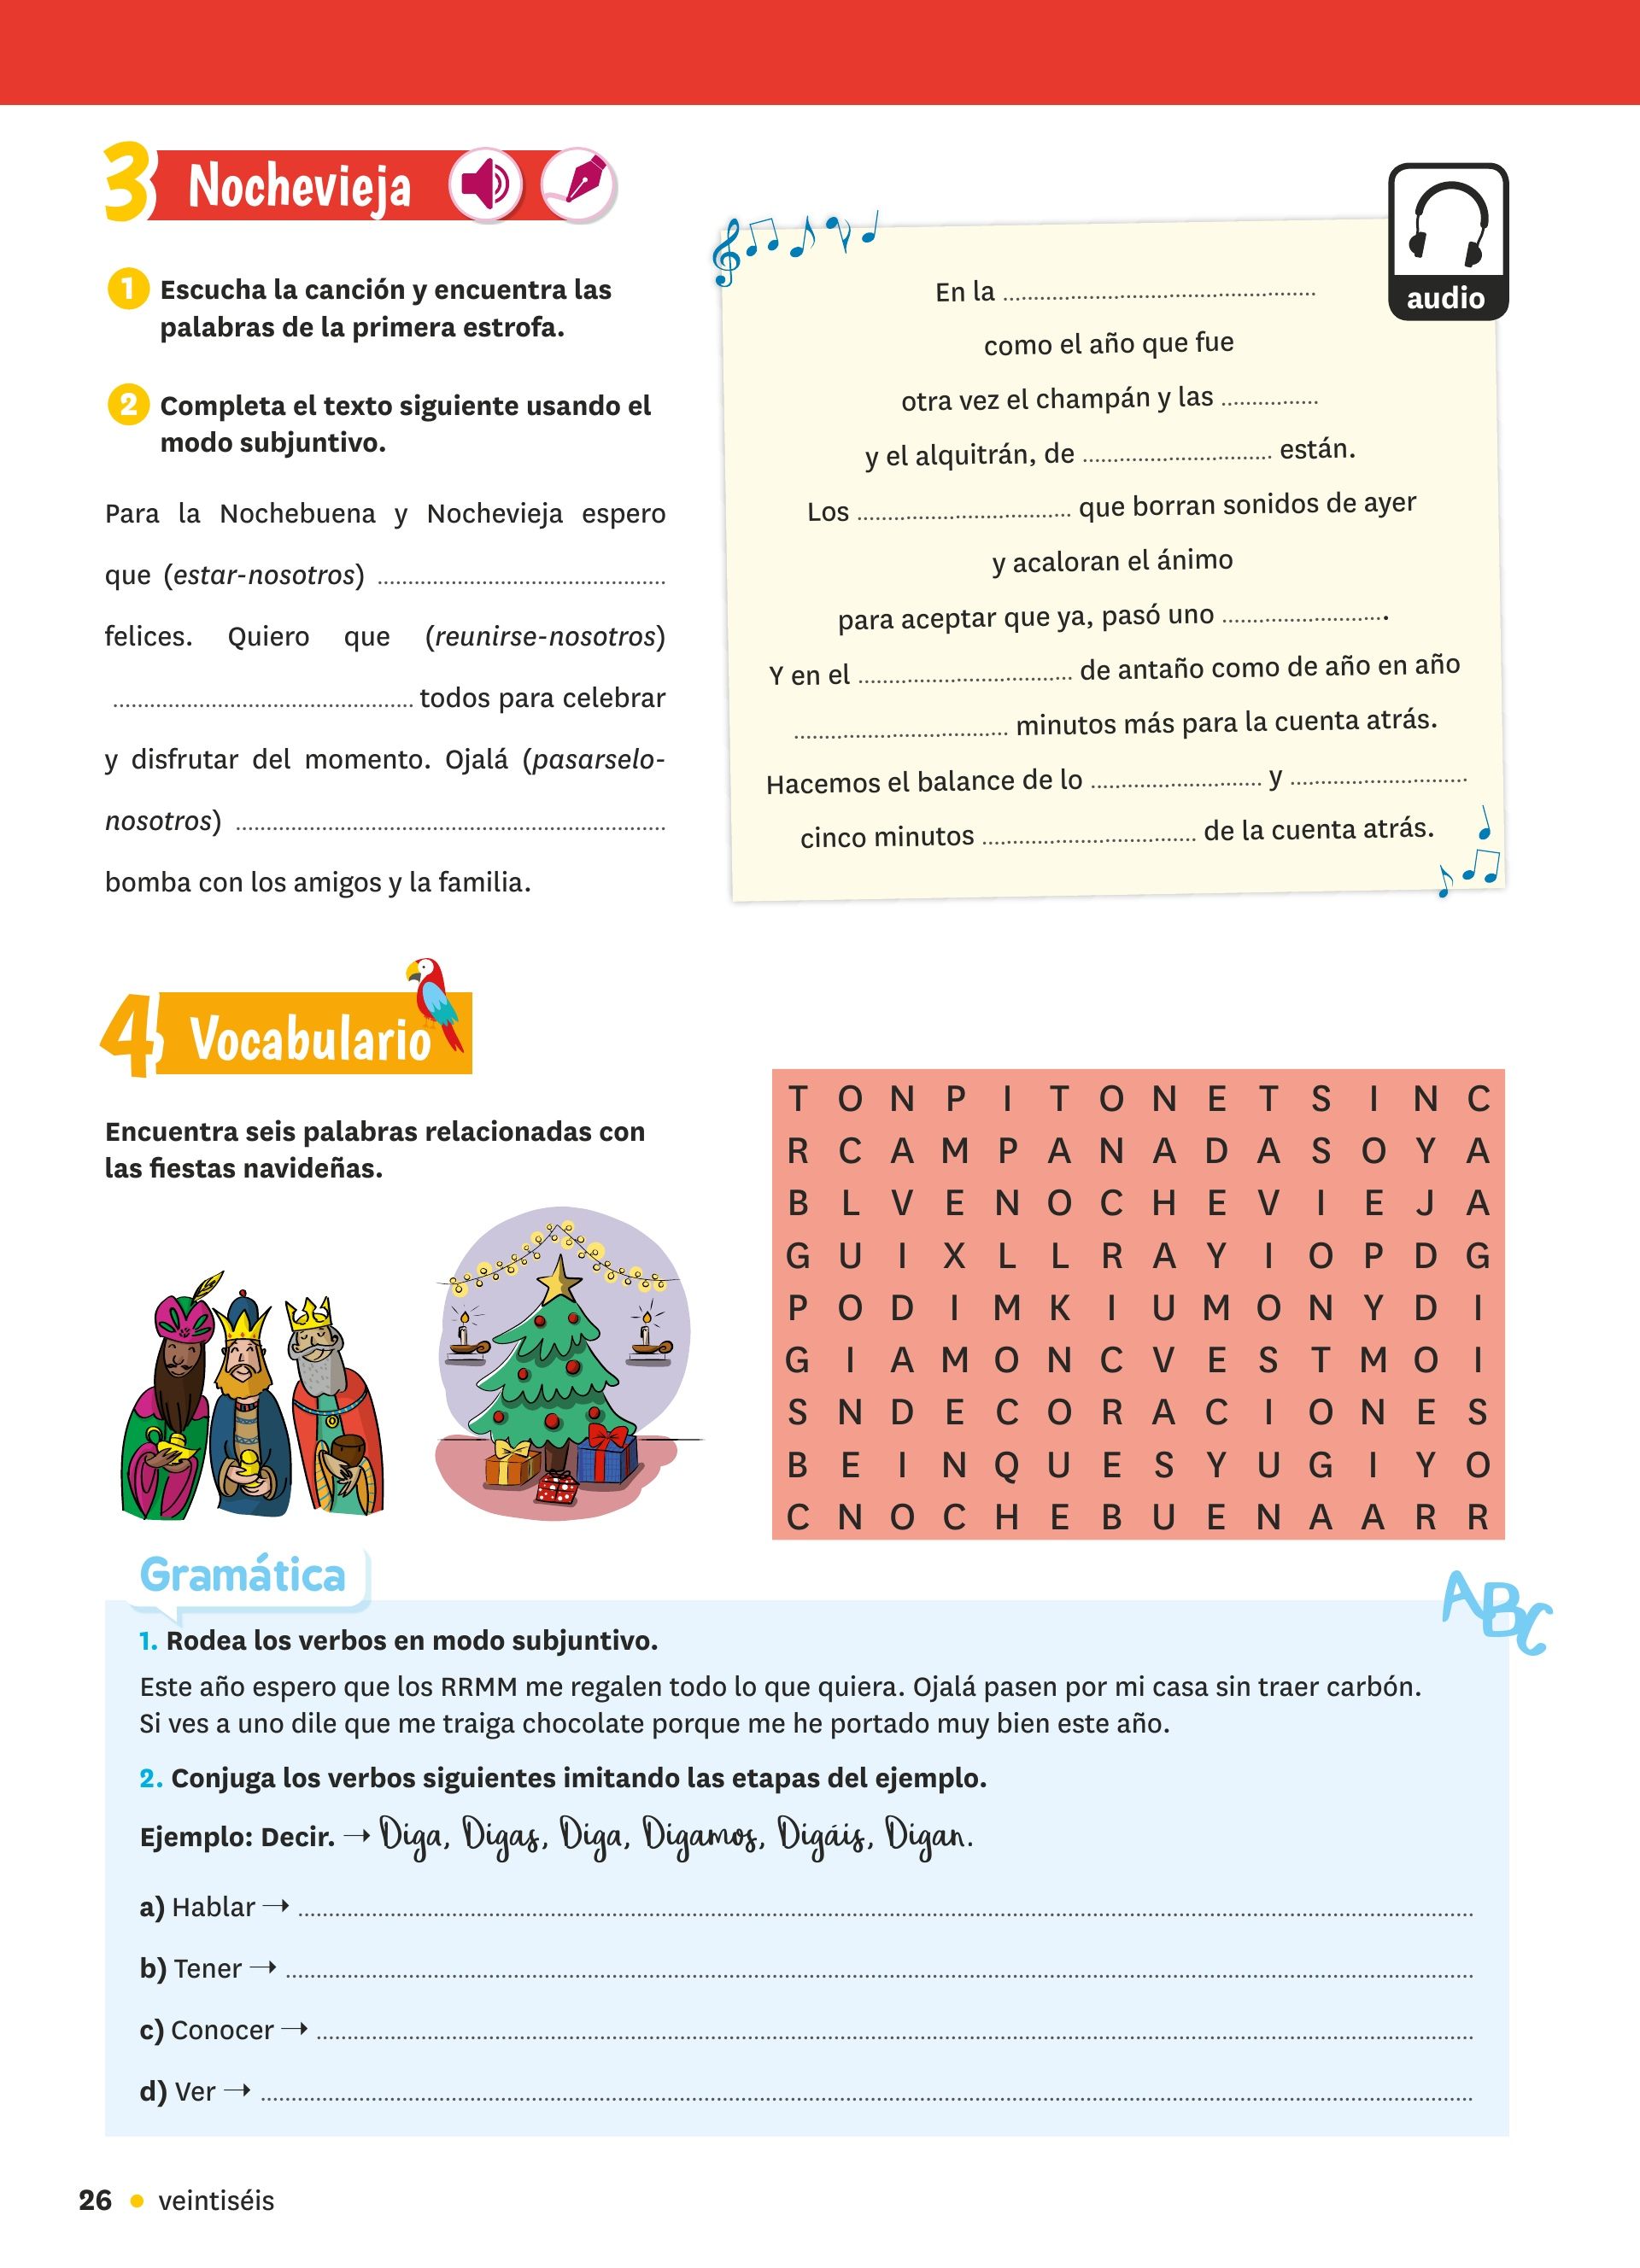 3 Nochevieja
1 Escucha la canción y encuentra las
palabras de la primera estrofa.
2 Completa el texto siguiente usando el
modo subjuntivo.
Para la Nochebuena y Nochevieja espero
que (estar-nosotros) ......................................
felices. Quiero que (reunirse-nosotros)
........................................ todos para celebrar
y disfrutar del momento. Ojalá (pasarselo-
nosotros) .........................................................
bomba con los amigos y la familia.
audio
En la .........................................
como el año que fue
otra vez el champán y las .............
y el alquitrán, de ......................... están.
Los ............................ que borran sonidos de ayer
y acaloran el ánimo
para aceptar que ya, pasó uno ......................
Y en el ............................ de antaño como de año en año
............................ minutos más para la cuenta atrás.
Hacemos el balance de lo ....................... y .......................
cinco minutos ............................ de la cuenta atrás.
4 Vocabulario
Encuentra seis palabras relacionadas con
las fiestas navideñas.
T O N P I T O N E T S I N C
R C A M P A N A D A S O Y A
B L V E N O C H E V I E J A
G U I X L L R A Y I O P D G
P O D I M K I U M O N Y D I
G I A M O N C V E S T M O I
S N D E C O R A C I O N E S
B E I N Q U E S Y U G I Y O
C N O C H E B U E N A A R R
Gramática
ABC
1. Rodea los verbos en modo subjuntivo.
Este año espero que los RRMM me regalen todo lo que quiera. Ojalá pasen por mi casa sin traer carbón.
Si ves a uno dile que me traiga chocolate porque me he portado muy bien este año.
2. Conjuga los verbos siguientes imitando las etapas del ejemplo.
Ejemplo: Decir. → Diga, Digas, Diga, Digamos, Digáis, Digan.
a) Hablar → ........................................................................
b) Tener → ........................................................................
c) Conocer → ........................................................................
d) Ver → ........................................................................
26 • veintiséis